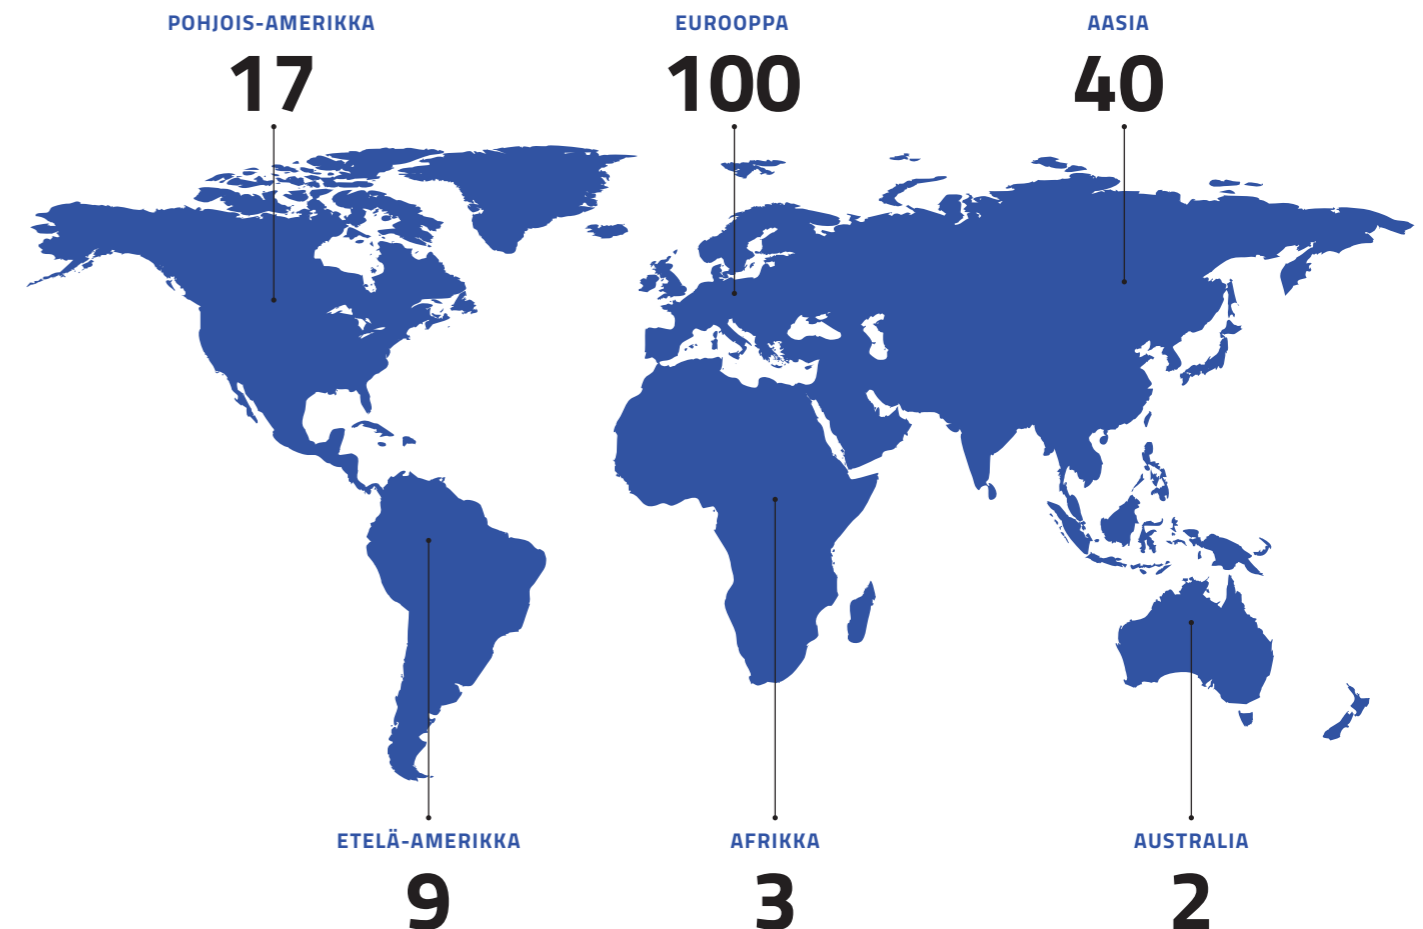 POHJOIS-AMERIKKA
17
EUROOPPA
100
AASIA
40
ETELÄ-AMERIKKA
9
AFRIKKA
3
AUSTRALIA
2